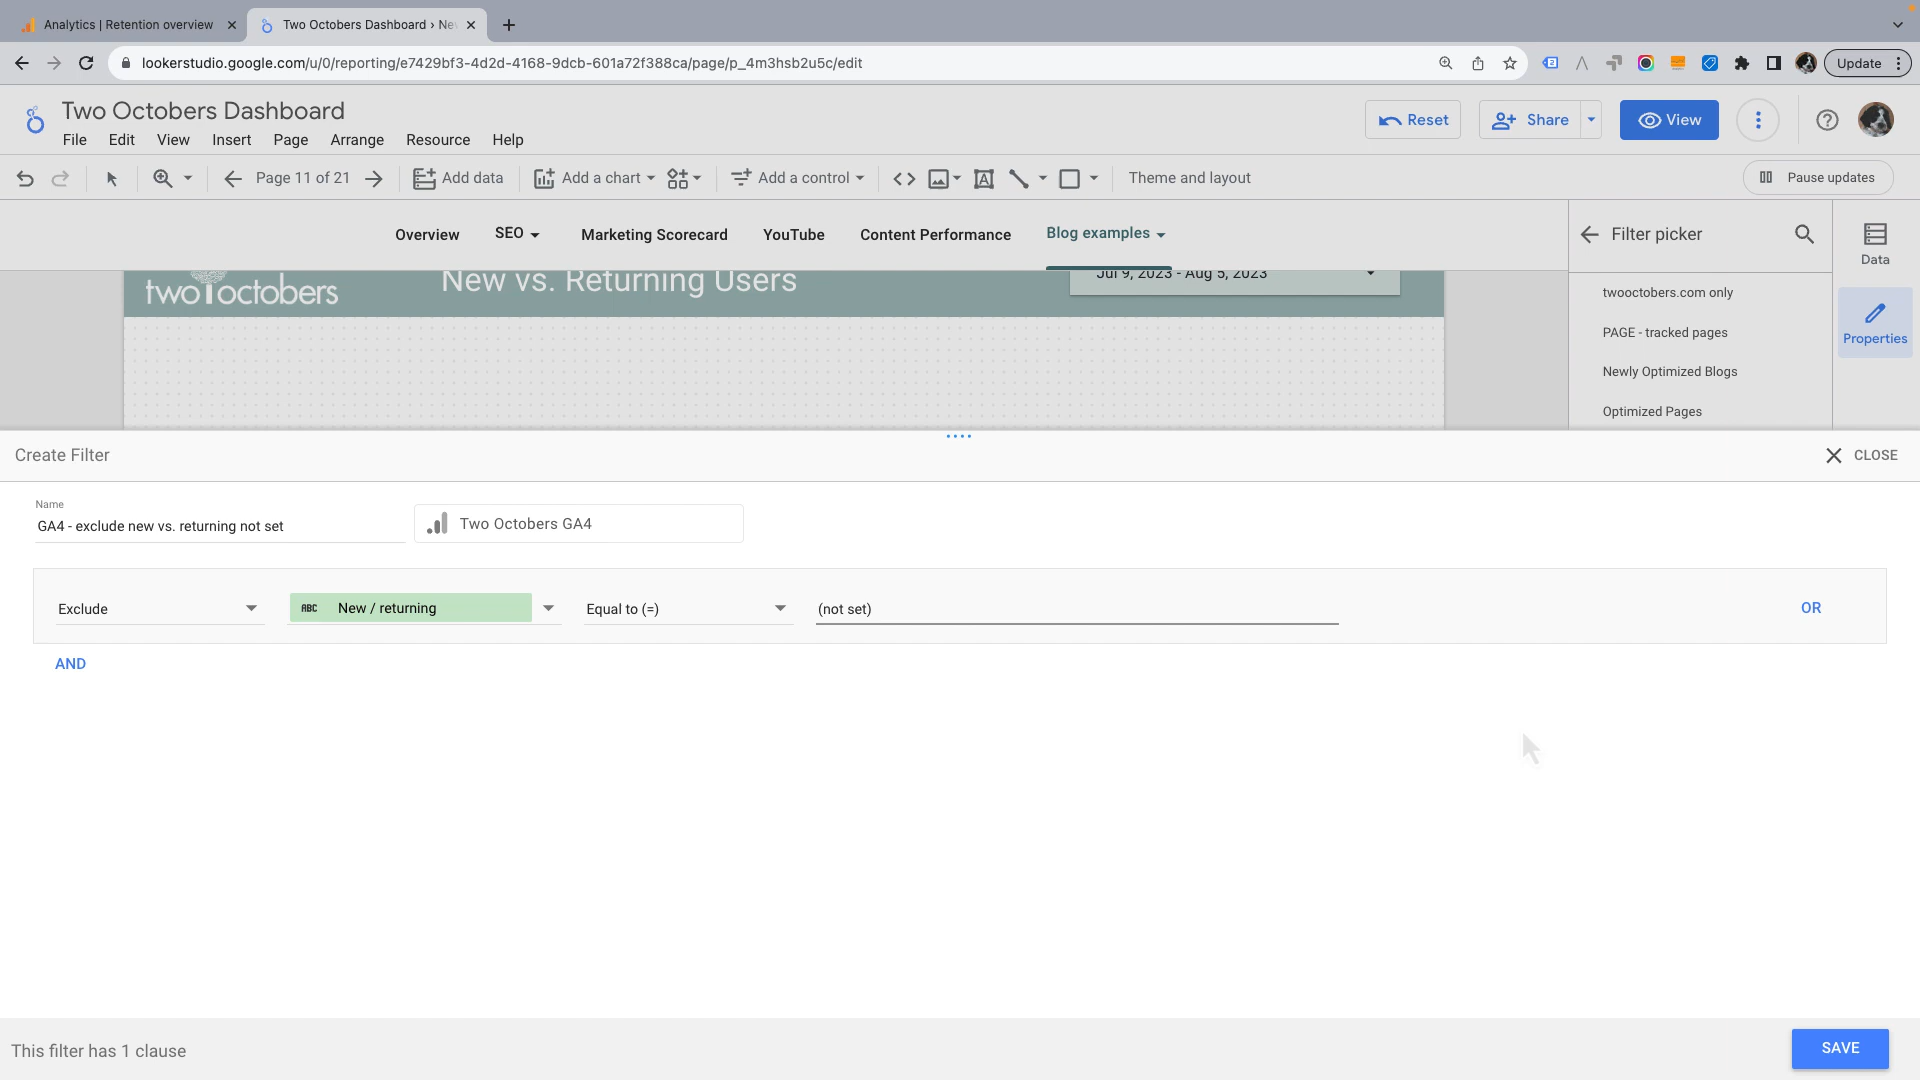 Analytics | Retention overview
Two Octobers Dashboard › Ne
lookerstudio.google.com/u/0/reporting/e7429bf3-4d2d-4168-9dcb-601a72f388ca/page/p_4m3hsb2u5c/edit
Update
Two Octobers Dashboard
File Edit View Insert Page Arrange Resource Help
Reset
Share
View
Page 11 of 21
Add data
Add a chart
Add a control
Theme and layout
Pause updates
Overview
SEO
Marketing Scorecard
YouTube
Content Performance
Blog examples
Filter picker
Data
two octobers
New vs. Returning Users
Jul 9, 2023 - Aug 5, 2023
twooctobers.com only
PAGE - tracked pages
Newly Optimized Blogs
Optimized Pages
Properties
Create Filter
CLOSE
Name
GA4 - exclude new vs. returning not set
Two Octobers GA4
Exclude
ABC New / returning
Equal to (=)
(not set)
OR
AND
This filter has 1 clause
SAVE